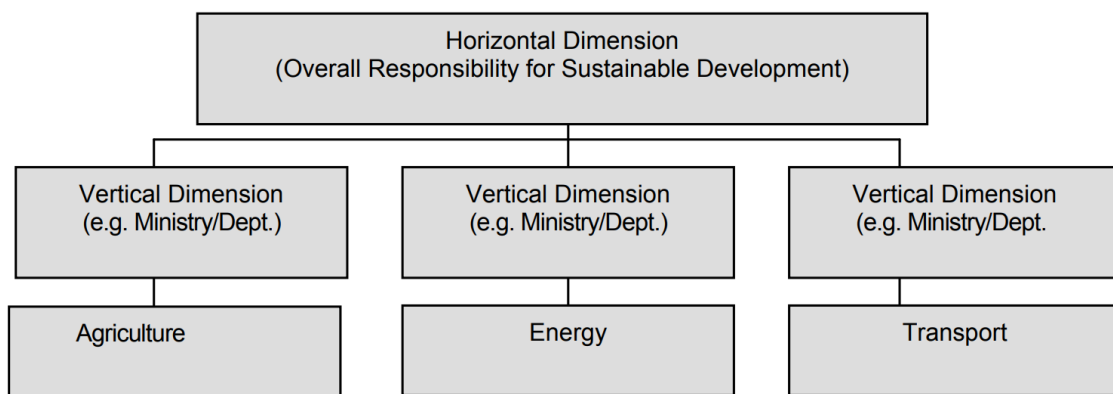 Horizontal Dimension
(Overall Responsibility for Sustainable Development)
Vertical Dimension
(e.g. Ministry/Dept.)
Vertical Dimension
(e.g. Ministry/Dept.)
Vertical Dimension
(e.g. Ministry/Dept.
Agriculture
Energy
Transport